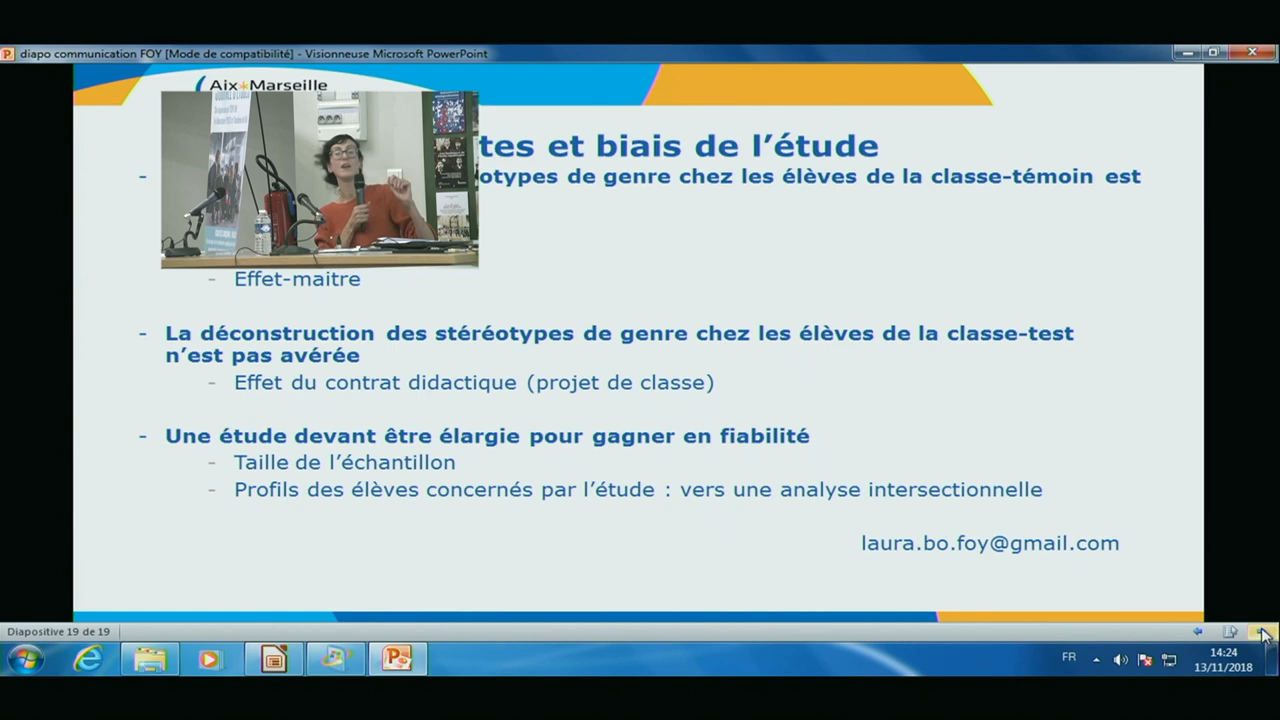 diapo communication FOY [Mode de compatibilité] - Visionneuse Microsoft PowerPoint
Aix Marseille
tes et biais de l'étude
- otypes de genre chez les élèves de la classe-témoin est
- Effet-maitre
- La déconstruction des stéréotypes de genre chez les élèves de la classe-test
n'est pas avérée
- Effet du contrat didactique (projet de classe)
- Une étude devant être élargie pour gagner en fiabilité
- Taille de l'échantillon
- Profils des élèves concernés par l'étude : vers une analyse intersectionnelle
laura.bo.foy@gmail.com
Diapositive 19 de 19
FR
14:24
13/11/2018